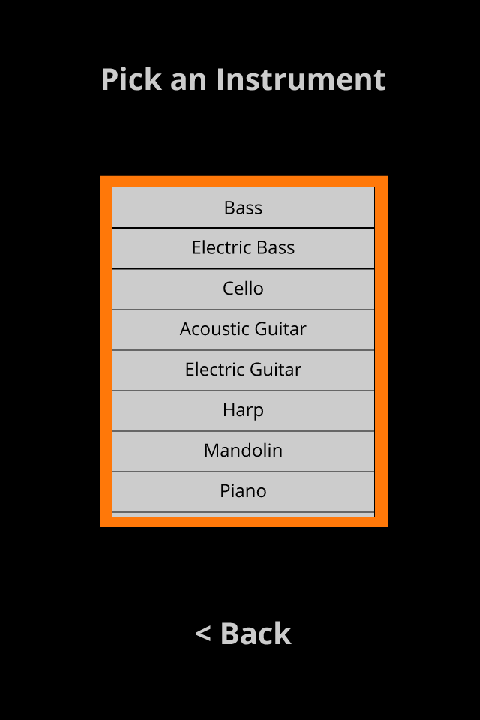 Pick an Instrument
Bass
Electric Bass
Cello
Acoustic Guitar
Electric Guitar
Harp
Mandolin
Piano
< Back